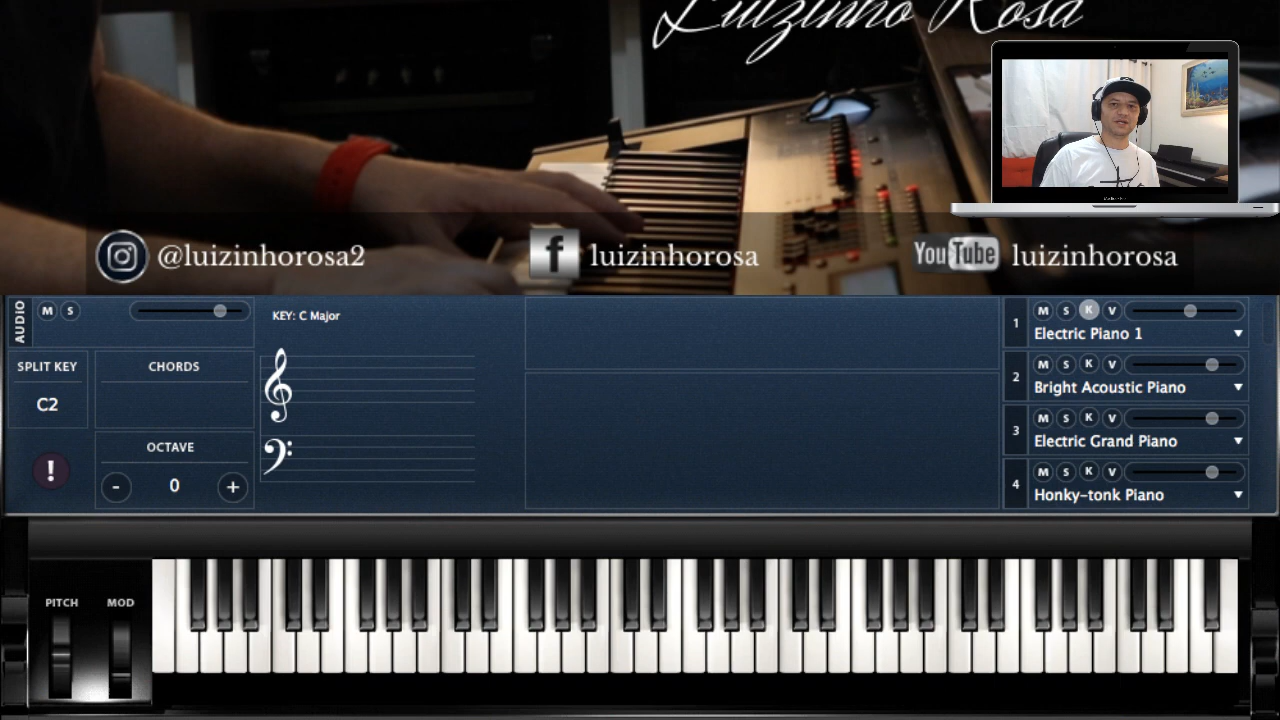 Luizinho Rosa
@luizinhorosa2
f luizinhorosa
YouTube luizinhorosa
AUDIO
M S
KEY: C Major
SPLIT KEY
C2
CHORDS
OCTAVE
- 0 +
!
1 M S K V
Electric Piano 1
2 M S K V
Bright Acoustic Piano
3 M S K V
Electric Grand Piano
4 M S K V
Honky-tonk Piano
PITCH MOD